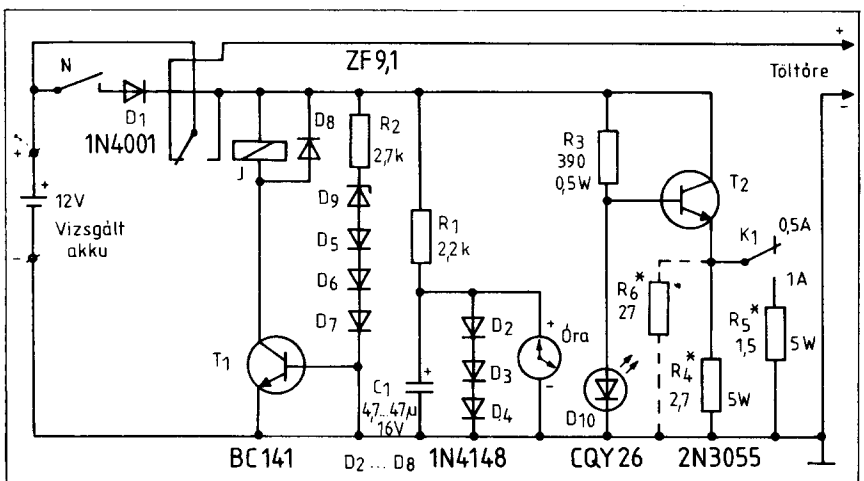 +
N
ZF9,1
Töltőre
-
D1
1N4001
J
D8
R2
2,7k
R3
390
0,5W
T2
+
+
12V
Vizsgált
akku
-
D9
D5
D6
D7
R1
2,2k
K1
0,5A
1A
R6*
27
R5*
1,5
5W
T1
+
C1
4,7...47µ
16V
D2
D3
D4
+
Óra
-
D10
R4*
2,7
5W
BC141
D2...D8
1N4148
CQY26
2N3055